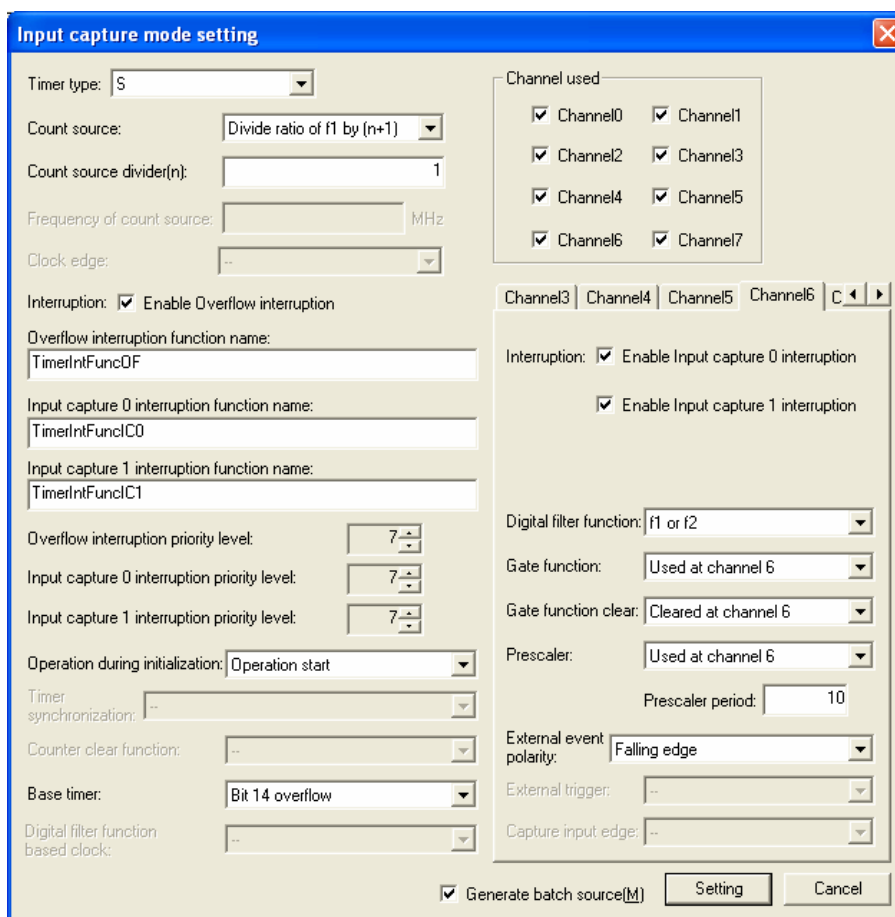 Input capture mode setting
Timer type: S
Count source: Divide ratio of f1 by (n+1)
Count source divider(n): 1
Frequency of count source: MHz
Clock edge: --
Interruption: Enable Overflow interruption
Overflow interruption function name:
TimerIntFuncOF
Input capture 0 interruption function name:
TimerIntFuncIC0
Input capture 1 interruption function name:
TimerIntFuncIC1
Overflow interruption priority level: 7
Input capture 0 interruption priority level: 7
Input capture 1 interruption priority level: 7
Operation during initialization: Operation start
Timer
synchronization: --
Counter clear function: --
Base timer: Bit 14 overflow
Digital filter function
based clock: --
Channel used
Channel0 Channel1
Channel2 Channel3
Channel4 Channel5
Channel6 Channel7
Channel3 Channel4 Channel5 Channel6 C
Interruption: Enable Input capture 0 interruption
Enable Input capture 1 interruption
Digital filter function: f1 or f2
Gate function: Used at channel 6
Gate function clear: Cleared at channel 6
Prescaler: Used at channel 6
Prescaler period: 10
External event
polarity: Falling edge
External trigger: --
Capture input edge: --
Generate batch source(M) Setting Cancel